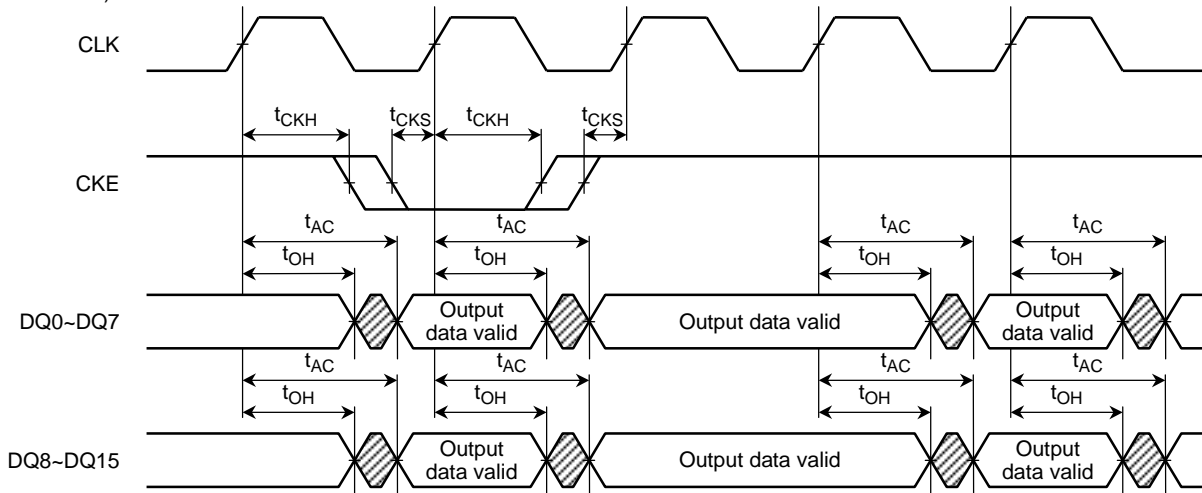 CLK
tCKH tCKS tCKH tCKS
CKE
tAC tAC tAC tAC
tOH tOH tOH tOH
DQ0~DQ7
Output data valid
Output data valid
Output data valid
tAC tAC tAC tAC
tOH tOH tOH tOH
DQ8~DQ15
Output data valid
Output data valid
Output data valid